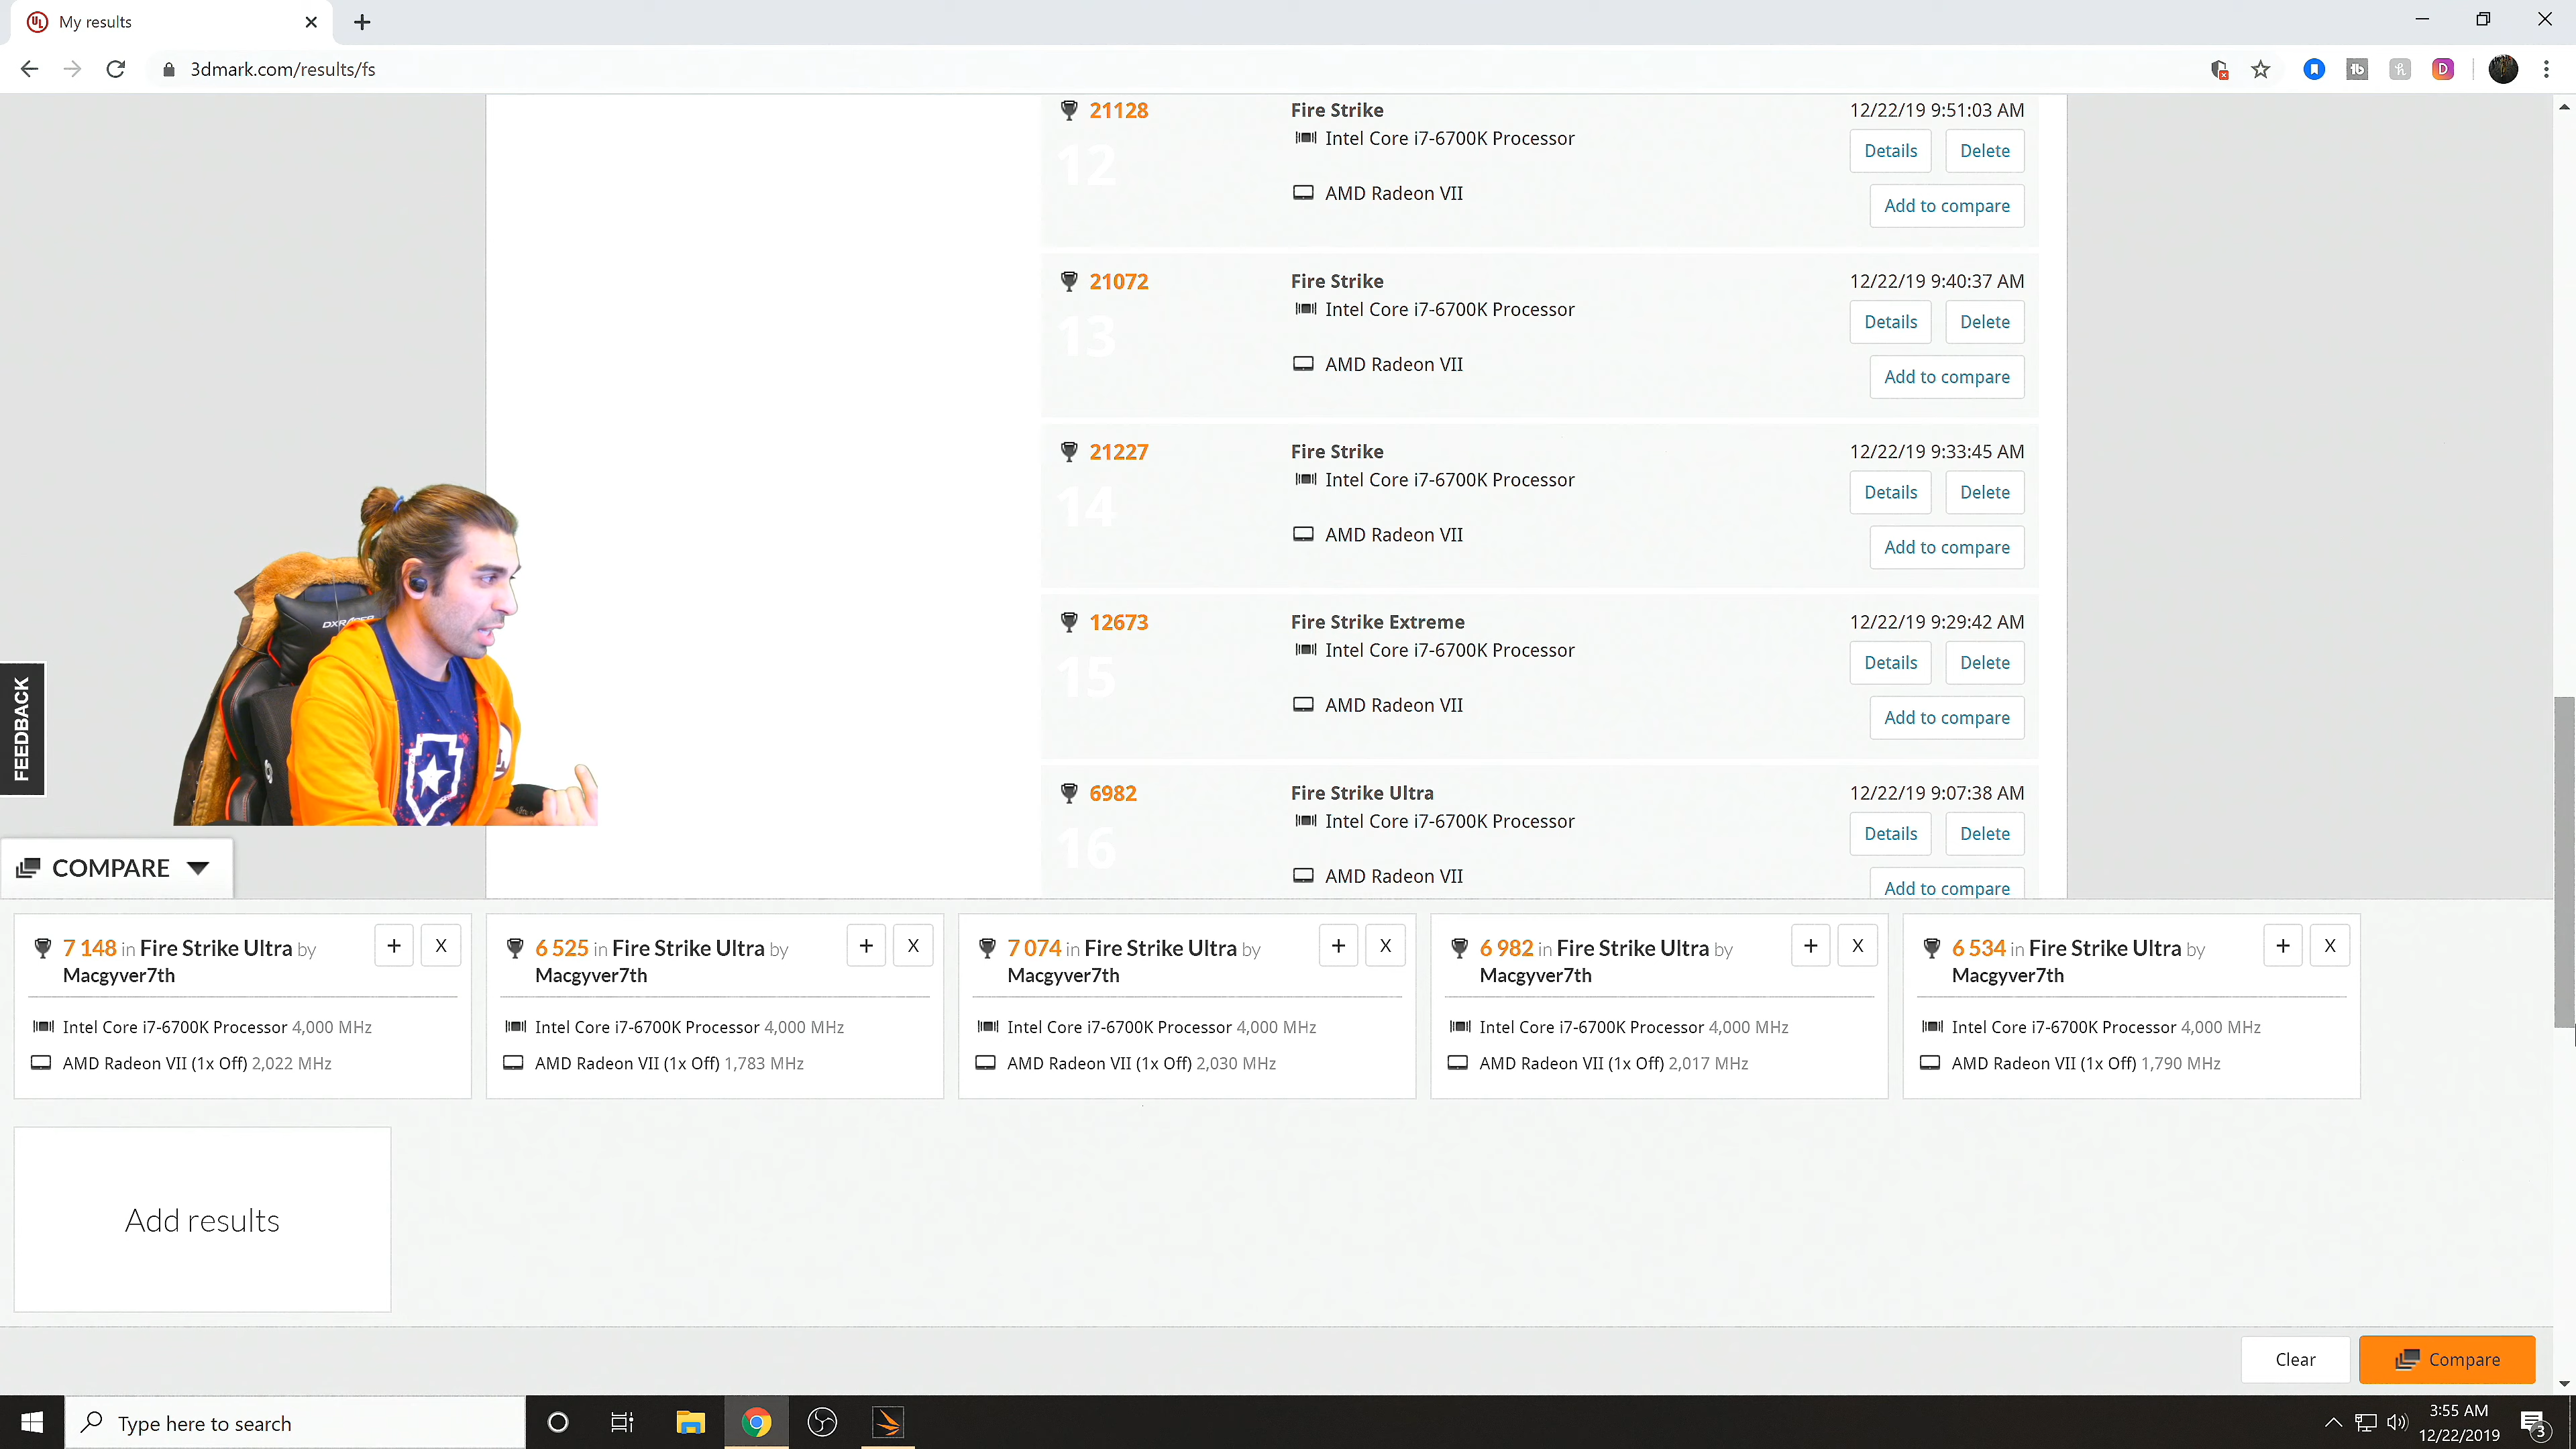 My results
3dmark.com/results/fs
21128
12
Fire Strike
Intel Core i7-6700K Processor
AMD Radeon VII
12/22/19 9:51:03 AM
Details Delete
Add to compare
21072
13
Fire Strike
Intel Core i7-6700K Processor
AMD Radeon VII
12/22/19 9:40:37 AM
Details Delete
Add to compare
21227
14
Fire Strike
Intel Core i7-6700K Processor
AMD Radeon VII
12/22/19 9:33:45 AM
Details Delete
Add to compare
12673
15
Fire Strike Extreme
Intel Core i7-6700K Processor
AMD Radeon VII
12/22/19 9:29:42 AM
Details Delete
Add to compare
6982
16
Fire Strike Ultra
Intel Core i7-6700K Processor
AMD Radeon VII
12/22/19 9:07:38 AM
Details Delete
Add to compare
FEEDBACK
COMPARE
7 148 in Fire Strike Ultra by
Macgyver7th
+ X
Intel Core i7-6700K Processor 4,000 MHz
AMD Radeon VII (1x Off) 2,022 MHz
6 525 in Fire Strike Ultra by
Macgyver7th
+ X
Intel Core i7-6700K Processor 4,000 MHz
AMD Radeon VII (1x Off) 1,783 MHz
7 074 in Fire Strike Ultra by
Macgyver7th
+ X
Intel Core i7-6700K Processor 4,000 MHz
AMD Radeon VII (1x Off) 2,030 MHz
6 982 in Fire Strike Ultra by
Macgyver7th
+ X
Intel Core i7-6700K Processor 4,000 MHz
AMD Radeon VII (1x Off) 2,017 MHz
6 534 in Fire Strike Ultra by
Macgyver7th
+ X
Intel Core i7-6700K Processor 4,000 MHz
AMD Radeon VII (1x Off) 1,790 MHz
Add results
Clear Compare
Type here to search
3:55 AM
12/22/2019
3